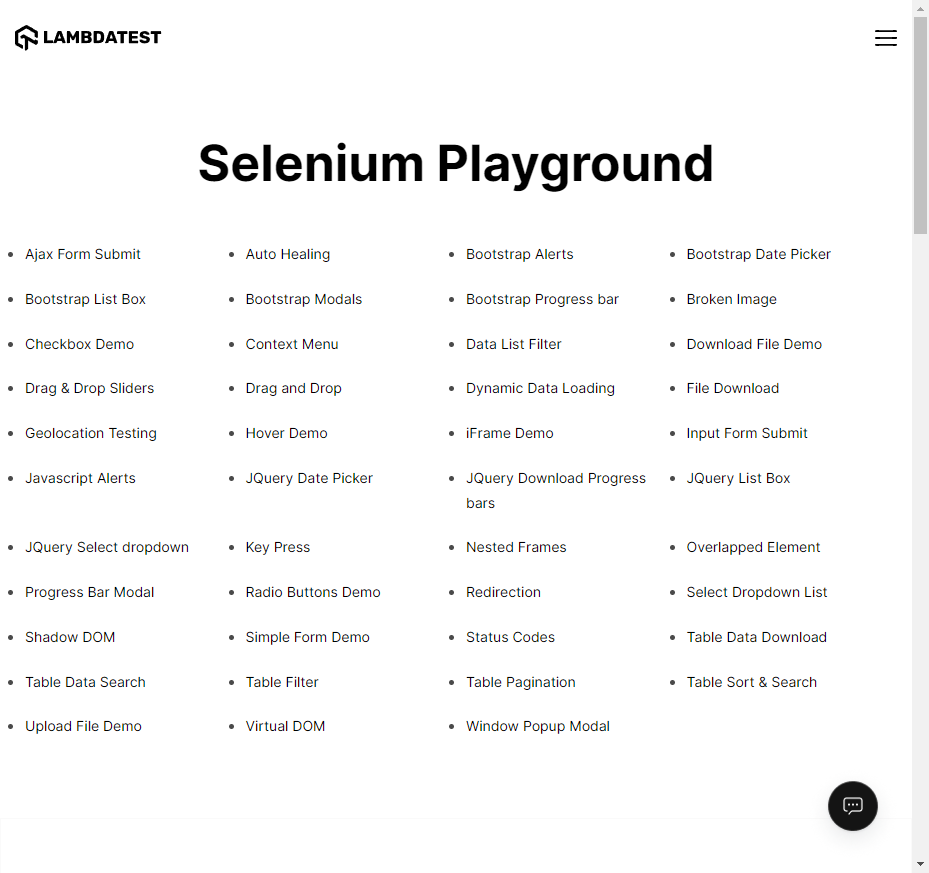 LAMBDATEST
Selenium Playground
Ajax Form Submit
Auto Healing
Bootstrap Alerts
Bootstrap Date Picker
Bootstrap List Box
Bootstrap Modals
Bootstrap Progress bar
Broken Image
Checkbox Demo
Context Menu
Data List Filter
Download File Demo
Drag & Drop Sliders
Drag and Drop
Dynamic Data Loading
File Download
Geolocation Testing
Hover Demo
iFrame Demo
Input Form Submit
Javascript Alerts
JQuery Date Picker
JQuery Download Progress
bars
JQuery List Box
JQuery Select dropdown
Key Press
Nested Frames
Overlapped Element
Progress Bar Modal
Radio Buttons Demo
Redirection
Select Dropdown List
Shadow DOM
Simple Form Demo
Status Codes
Table Data Download
Table Data Search
Table Filter
Table Pagination
Table Sort & Search
Upload File Demo
Virtual DOM
Window Popup Modal